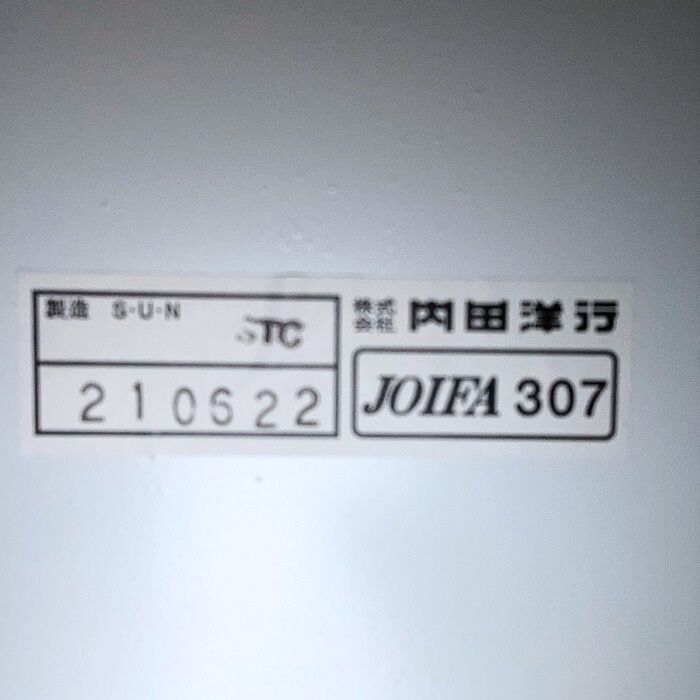 製造 S·U·N
STC
210622
株式会社 内田洋行
JOIFA 307